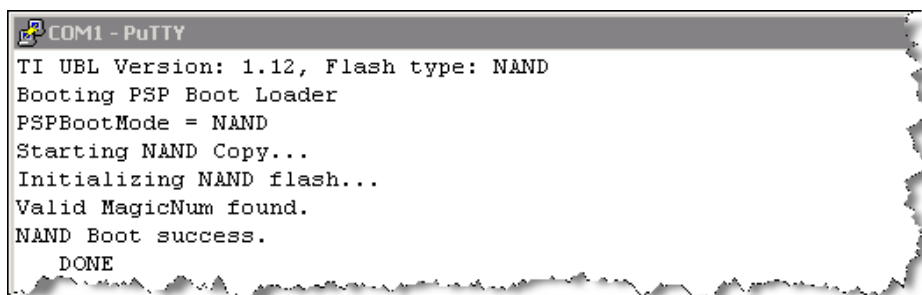 COM1 - PuTTY
TI UBL Version: 1.12, Flash type: NAND
Booting PSP Boot Loader
PSPBootMode = NAND
Starting NAND Copy...
Initializing NAND flash...
Valid MagicNum found.
NAND Boot success.
   DONE